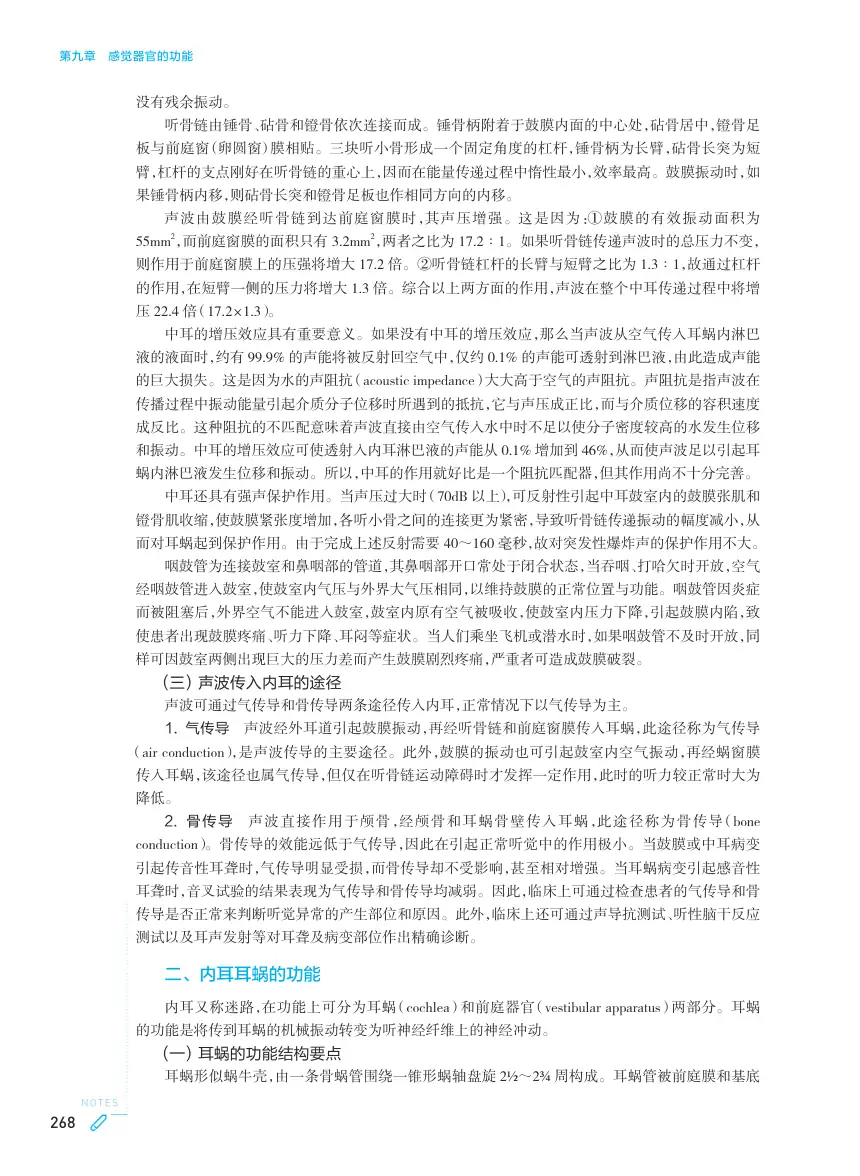 第九章 感觉器官的功能
没有残余振动。
听骨链由锤骨、砧骨和镫骨依次连接而成。锤骨柄附着于鼓膜内面的中心处,砧骨居中,镫骨足
板与前庭窗(卵圆窗)膜相贴。三块听小骨形成一个固定角度的杠杆,锤骨柄为长臂,砧骨长突为短
臂,杠杆的支点刚好在听骨链的重心上,因而在能量传递过程中惰性最小,效率最高。鼓膜振动时,如
果锤骨柄内移,则砧骨长突和镫骨足板也作相同方向的内移。
声波由鼓膜经听骨链到达前庭窗膜时,其声压增强。这是因为:①鼓膜的有效振动面积为
55mm²,而前庭窗膜的面积只有 3.2mm²,两者之比为 17.2∶1。如果听骨链传递声波时的总压力不变,
则作用于前庭窗膜上的压强将增大 17.2 倍。②听骨链杠杆的长臂与短臂之比为 1.3∶1,故通过杠杆
的作用,在短臂一侧的压力将增大 1.3 倍。综合以上两方面的作用,声波在整个中耳传递过程中将增
压 22.4 倍(17.2×1.3)。
中耳的增压效应具有重要意义。如果没有中耳的增压效应,那么当声波从空气传入耳蜗内淋巴
液的液面时,约有 99.9% 的声能将被反射回空气中,仅约 0.1% 的声能可透射到淋巴液,由此造成声能
的巨大损失。这是因为水的声阻抗(acoustic impedance)大大高于空气的声阻抗。声阻抗是指声波在
传播过程中振动能量引起介质分子位移时所遇到的抵抗,它与声压成正比,而与介质位移的容积速度
成反比。这种阻抗的不匹配意味着声波直接由空气传入水中时不足以使分子密度较高的水发生位移
和振动。中耳的增压效应可使透射入内耳淋巴液的声能从 0.1% 增加到 46%,从而使声波足以引起耳
蜗内淋巴液发生位移和振动。所以,中耳的作用就好比是一个阻抗匹配器,但其作用尚不十分完善。
中耳还具有强声保护作用。当声压过大时(70dB 以上),可反射性引起中耳鼓室内的鼓膜张肌和
镫骨肌收缩,使鼓膜紧张度增加,各听小骨之间的连接更为紧密,导致听骨链传递振动的幅度减小,从
而对耳蜗起到保护作用。由于完成上述反射需要 40～160 毫秒,故对突发性爆炸声的保护作用不大。
咽鼓管为连接鼓室和鼻咽部的管道,其鼻咽部开口常处于闭合状态,当吞咽、打哈欠时开放,空气
经咽鼓管进入鼓室,使鼓室内气压与外界大气压相同,以维持鼓膜的正常位置与功能。咽鼓管因炎症
而被阻塞后,外界空气不能进入鼓室,鼓室内原有空气被吸收,使鼓室内压力下降,引起鼓膜内陷,致
使患者出现鼓膜疼痛、听力下降、耳闷等症状。当人们乘坐飞机或潜水时,如果咽鼓管不及时开放,同
样可因鼓室两侧出现巨大的压力差而产生鼓膜剧烈疼痛,严重者可造成鼓膜破裂。
(三)声波传入内耳的途径
声波可通过气传导和骨传导两条途径传入内耳,正常情况下以气传导为主。
1. 气传导 声波经外耳道引起鼓膜振动,再经听骨链和前庭窗膜传入耳蜗,此途径称为气传导
(air conduction),是声波传导的主要途径。此外,鼓膜的振动也可引起鼓室内空气振动,再经蜗窗膜
传入耳蜗,该途径也属气传导,但仅在听骨链运动障碍时才发挥一定作用,此时的听力较正常时大为
降低。
2. 骨传导 声波直接作用于颅骨,经颅骨和耳蜗骨壁传入耳蜗,此途径称为骨传导(bone
conduction)。骨传导的效能远低于气传导,因此在引起正常听觉中的作用极小。当鼓膜或中耳病变
引起传音性耳聋时,气传导明显受损,而骨传导却不受影响,甚至相对增强。当耳蜗病变引起感音性
耳聋时,音叉试验的结果表现为气传导和骨传导均减弱。因此,临床上可通过检查患者的气传导和骨
传导是否正常来判断听觉异常的产生部位和原因。此外,临床上还可通过声导抗测试、听性脑干反应
测试以及耳声发射等对耳聋及病变部位作出精确诊断。
二、内耳耳蜗的功能
内耳又称迷路,在功能上可分为耳蜗(cochlea)和前庭器官(vestibular apparatus)两部分。耳蜗
的功能是将传到耳蜗的机械振动转变为听神经纤维上的神经冲动。
(一)耳蜗的功能结构要点
耳蜗形似蜗牛壳,由一条骨蜗管围绕一锥形蜗轴盘旋 2½～2¾ 周构成。耳蜗管被前庭膜和基底
NOTES
268